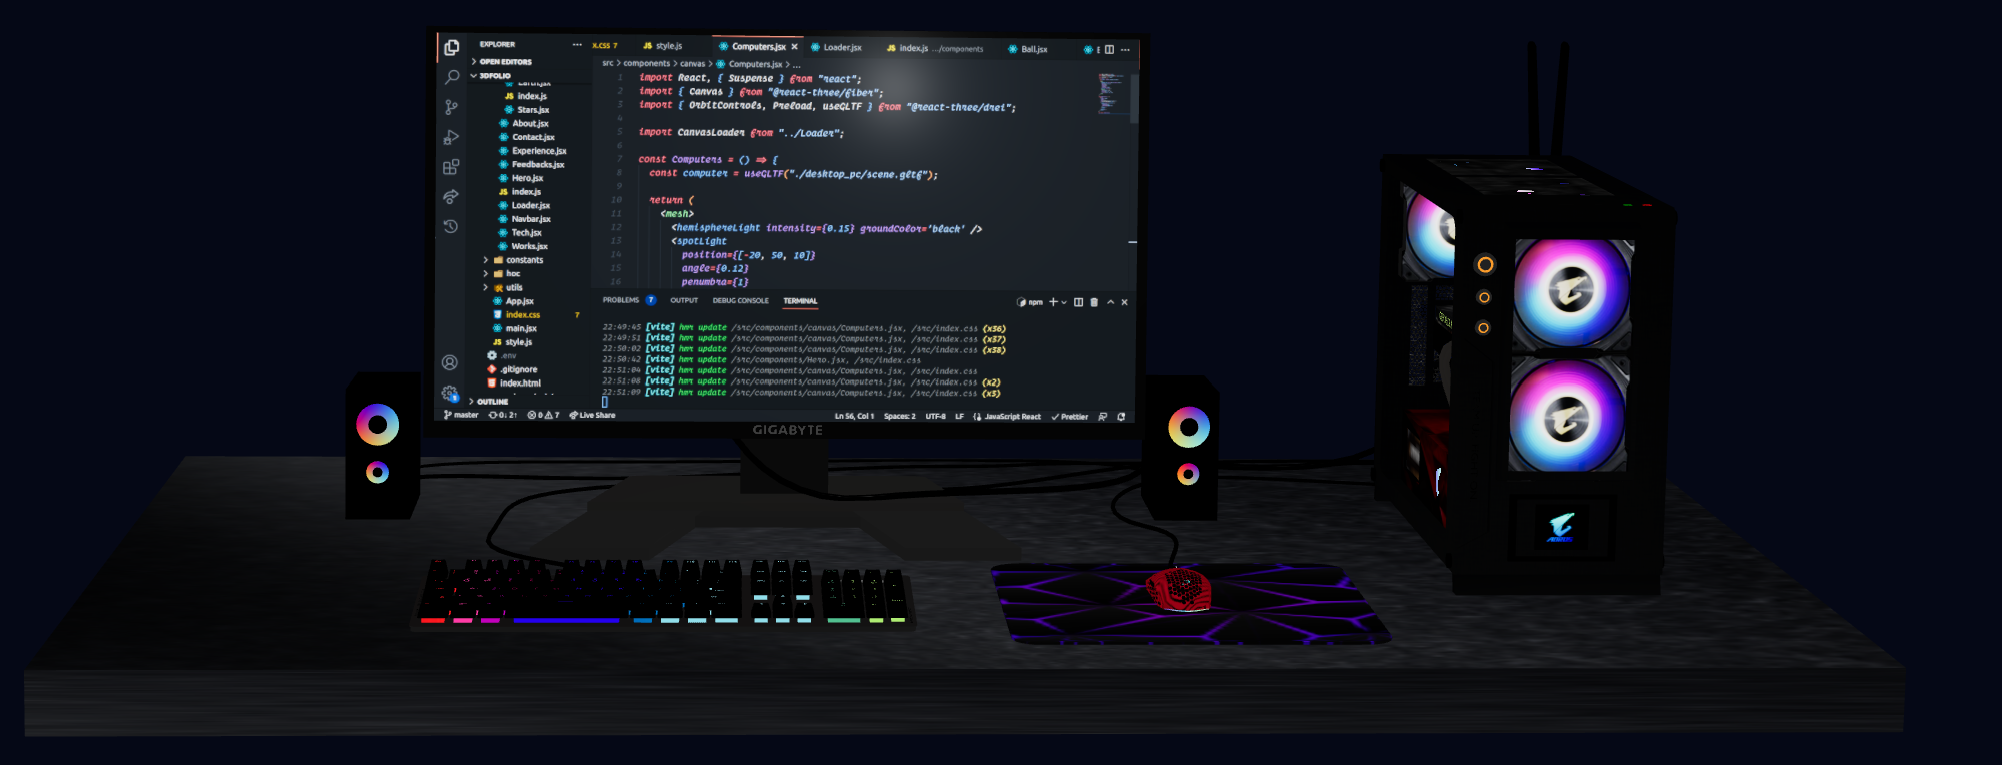 EXPLORER
OPEN EDITORS
3DFOLIO
Earth.jsx
index.js
Stars.jsx
About.jsx
Contact.jsx
Experience.jsx
Feedbacks.jsx
Hero.jsx
index.js
Loader.jsx
Navbar.jsx
Tech.jsx
Works.jsx
constants
hoc
utils
App.jsx
index.css 7
main.jsx
style.js
.env
.gitignore
index.html
OUTLINE
x.css 7 style.js Computers.jsx Loader.jsx index.js .../components Ball.jsx
src > components > canvas > Computers.jsx > ...
1 import React, { Suspense } from "react";
2 import { Canvas } from "@react-three/fiber";
3 import { OrbitControls, Preload, useGLTF } from "@react-three/drei";
4
5 import CanvasLoader from "../Loader";
6
7 const Computers = () => {
8 const computer = useGLTF("./desktop_pc/scene.gltf");
9
10 return (
11 <mesh>
12 <hemisphereLight intensity={0.15} groundColor='black' />
13 <spotLight
14 position={[-20, 50, 10]}
15 angle={0.12}
16 penumbra={1}
PROBLEMS 7 OUTPUT DEBUG CONSOLE TERMINAL npm
22:49:45 [vite] hmr update /src/components/canvas/Computers.jsx, /src/index.css (x36)
22:49:51 [vite] hmr update /src/components/canvas/Computers.jsx, /src/index.css (x37)
22:50:02 [vite] hmr update /src/components/canvas/Computers.jsx, /src/index.css (x38)
22:50:42 [vite] hmr update /src/components/Hero.jsx, /src/index.css
22:51:04 [vite] hmr update /src/components/canvas/Computers.jsx, /src/index.css
22:51:08 [vite] hmr update /src/components/canvas/Computers.jsx, /src/index.css (x2)
22:51:09 [vite] hmr update /src/components/canvas/Computers.jsx, /src/index.css (x3)
master 0↓ 2↑ 0 7 Live Share Ln 56, Col 1 Spaces: 2 UTF-8 LF JavaScript React Prettier
GIGABYTE
AORUS